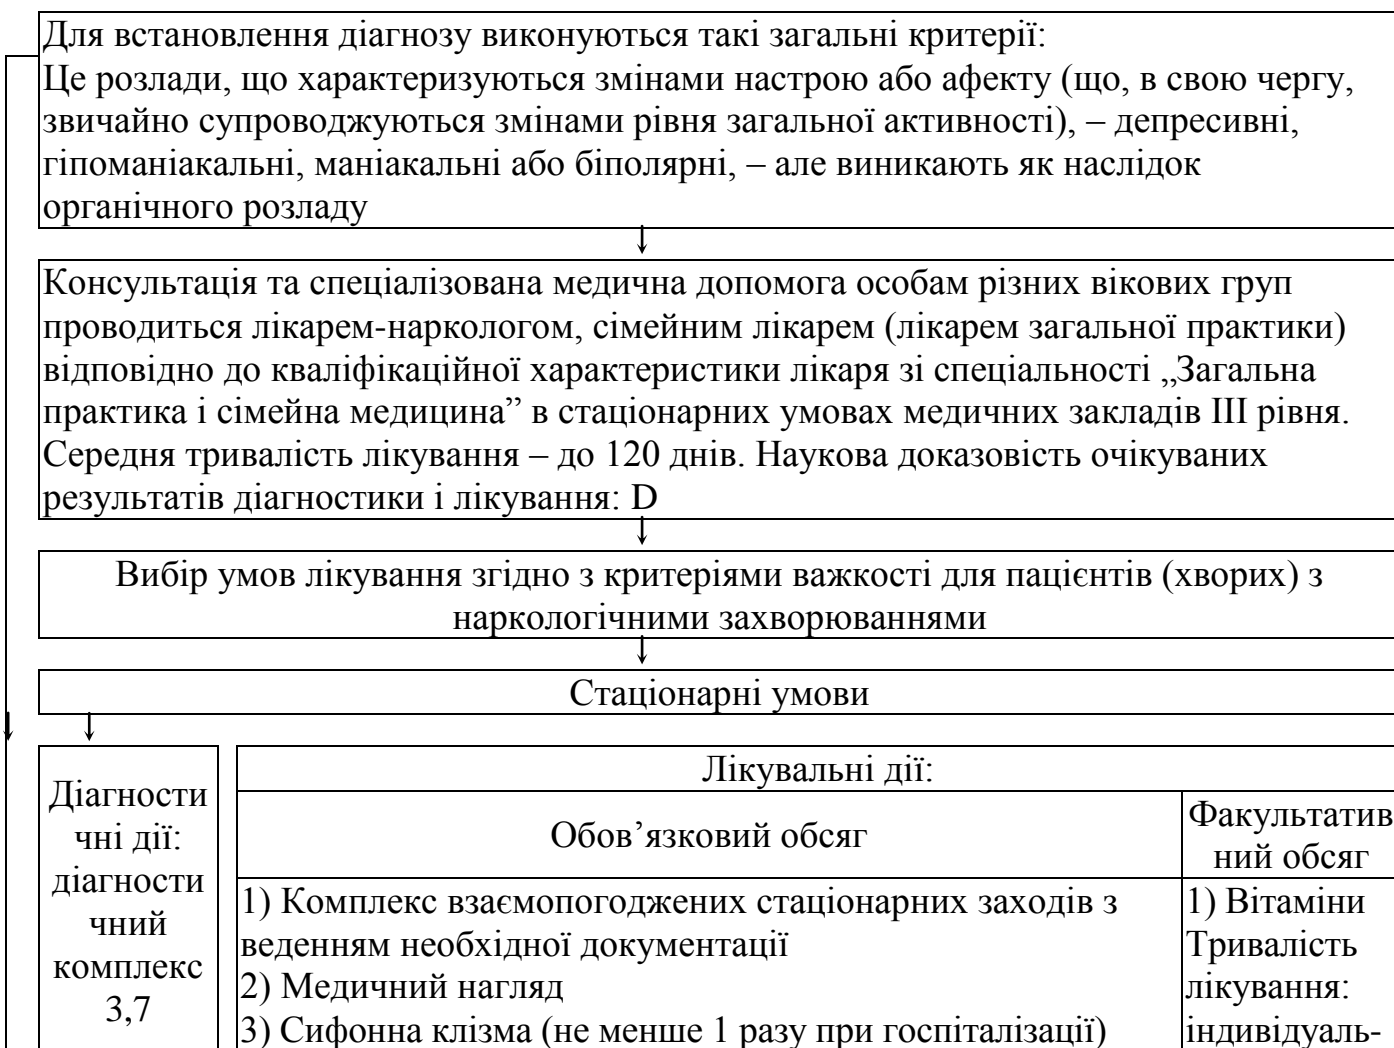 Для встановлення діагнозу виконуються такі загальні критерії:
Це розлади, що характеризуються змінами настрою або афекту (що, в свою чергу,
звичайно супроводжуються змінами рівня загальної активності), – депресивні,
гіпоманіакальні, маніакальні або біполярні, – але виникають як наслідок
органічного розладу
Консультація та спеціалізована медична допомога особам різних вікових груп
проводиться лікарем-наркологом, сімейним лікарем (лікарем загальної практики)
відповідно до кваліфікаційної характеристики лікаря зі спеціальності „Загальна
практика і сімейна медицина” в стаціонарних умовах медичних закладів III рівня.
Середня тривалість лікування – до 120 днів. Наукова доказовість очікуваних
результатів діагностики і лікування: D
Вибір умов лікування згідно з критеріями важкості для пацієнтів (хворих) з
наркологічними захворюваннями
Стаціонарні умови
Діагности
чні дії:
діагности
чний
комплекс
3,7
Лікувальні дії:
Обов’язковий обсяг
1) Комплекс взаємопогоджених стаціонарних заходів з
веденням необхідної документації
2) Медичний нагляд
3) Сифонна клізма (не менше 1 разу при госпіталізації)
Факультатив
ний обсяг
1) Вітаміни
Тривалість
лікування:
індивідуаль-